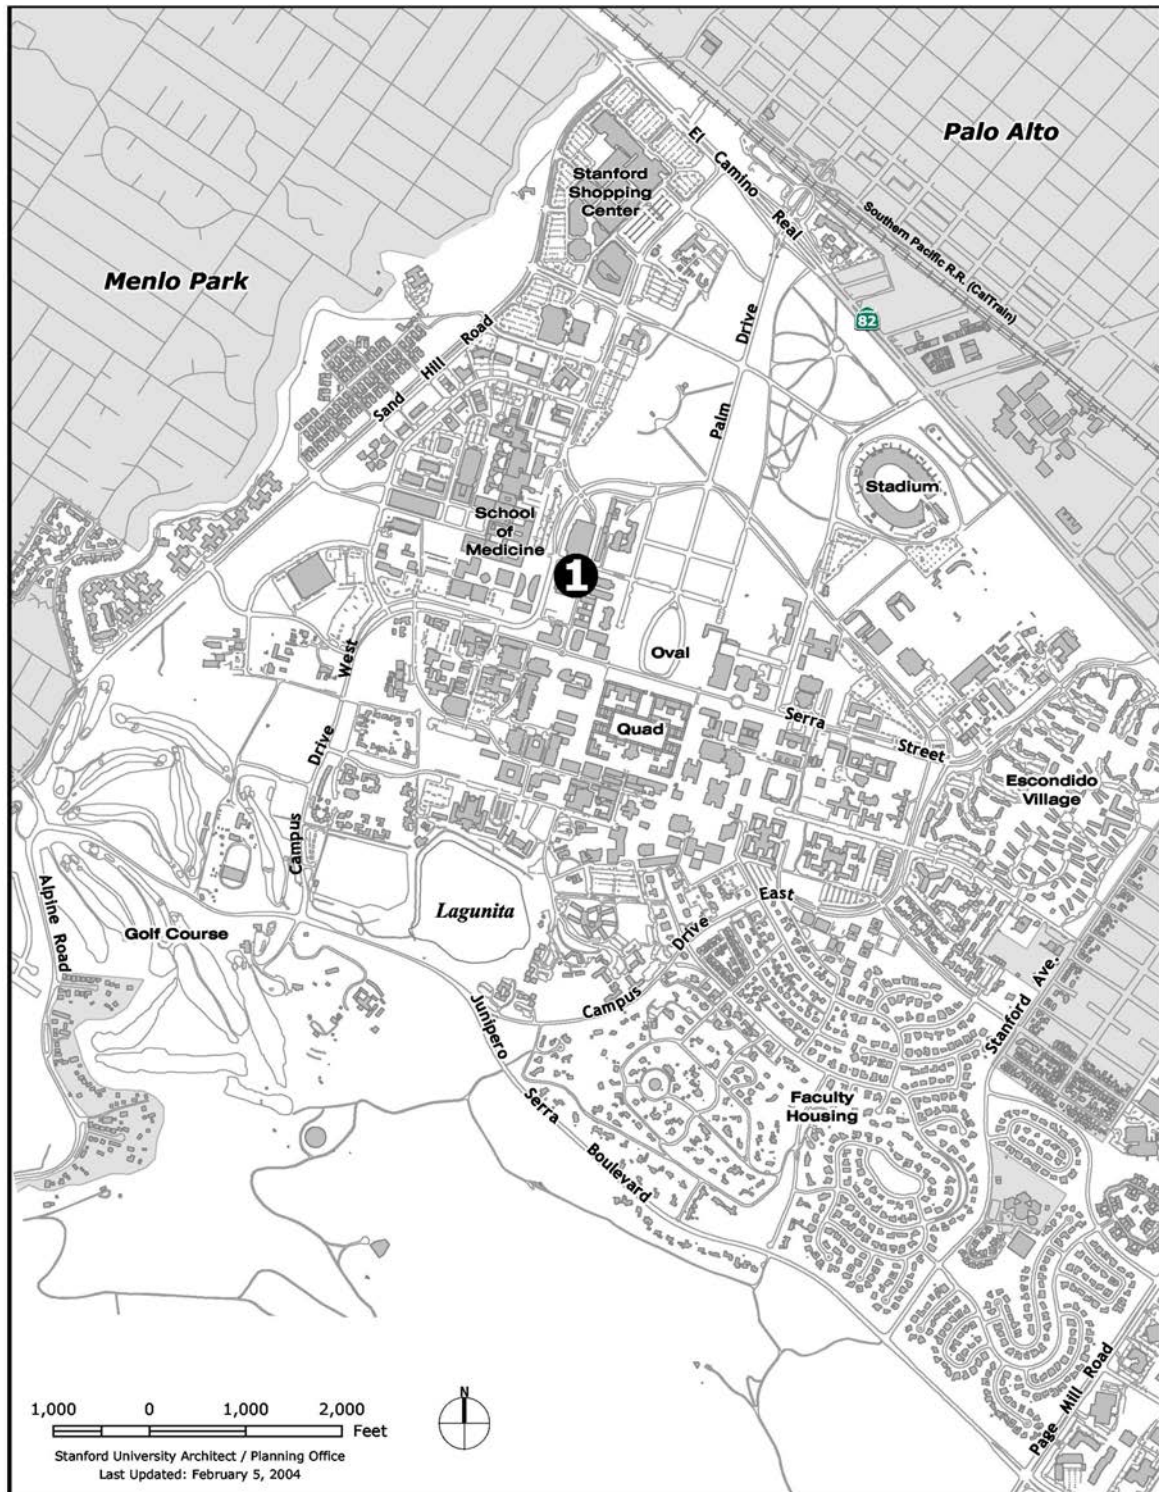 Palo Alto
El Camino Real
Stanford
Shopping
Center
Southern Pacific R.R. (CalTrain)
Menlo Park
82
Palm Drive
Sand Hill Road
Stadium
School
of
Medicine
1
Oval
Campus Drive West
Quad
Serra Street
Escondido
Village
Alpine Road
Golf Course
Lagunita
Campus Drive East
Junipero Serra Boulevard
Stanford Ave.
Faculty
Housing
Page Mill Road
N
1,000 0 1,000 2,000
Feet
Stanford University Architect / Planning Office
Last Updated: February 5, 2004